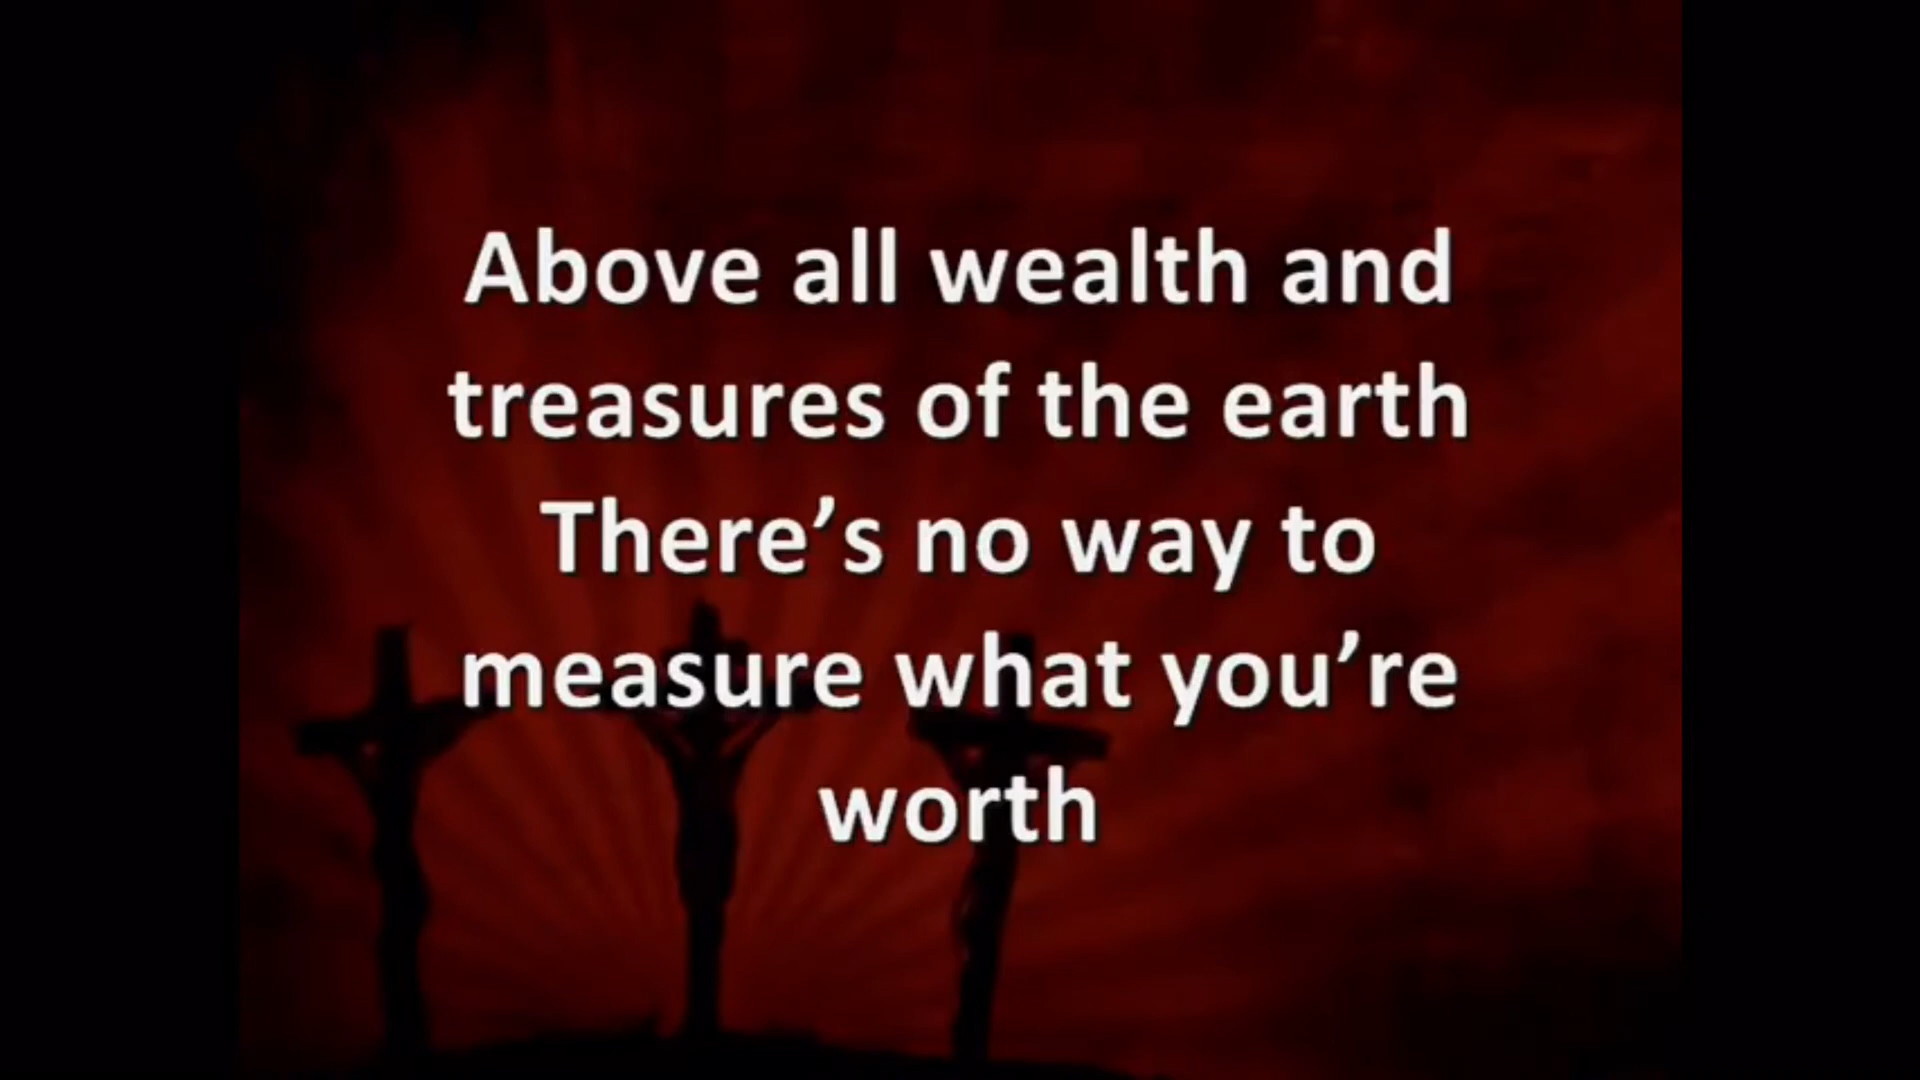 Above all wealth and
treasures of the earth
There’s no way to
measure what you’re
worth